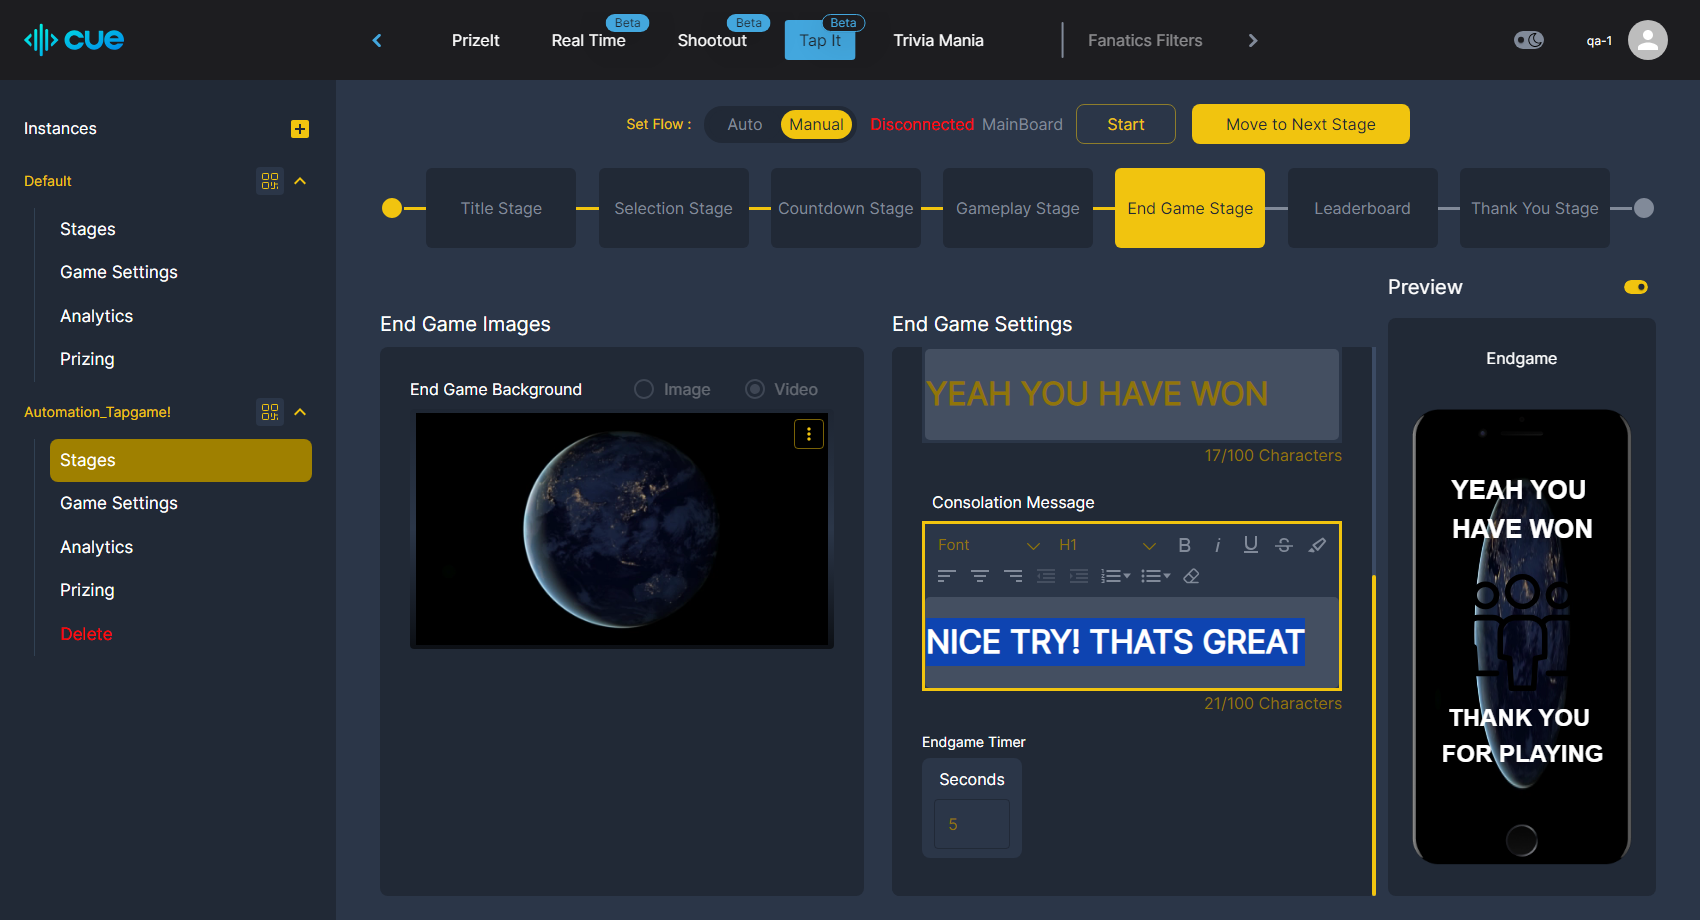 cue
PrizeIt
Real Time
Beta
Shootout
Beta
Tap It
Beta
Trivia Mania
Fanatics Filters
qa-1
Instances
Default
Stages
Game Settings
Analytics
Prizing
Automation_Tapgame!
Stages
Game Settings
Analytics
Prizing
Delete
Set Flow :
Auto
Manual
Disconnected MainBoard
Start
Move to Next Stage
Title Stage
Selection Stage
Countdown Stage
Gameplay Stage
End Game Stage
Leaderboard
Thank You Stage
End Game Images
End Game Background
Image
Video
End Game Settings
YEAH YOU HAVE WON
17/100 Characters
Consolation Message
Font
H1
B i U S
NICE TRY! THATS GREAT
21/100 Characters
Endgame Timer
Seconds
5
Preview
Endgame
YEAH YOU
HAVE WON
THANK YOU
FOR PLAYING